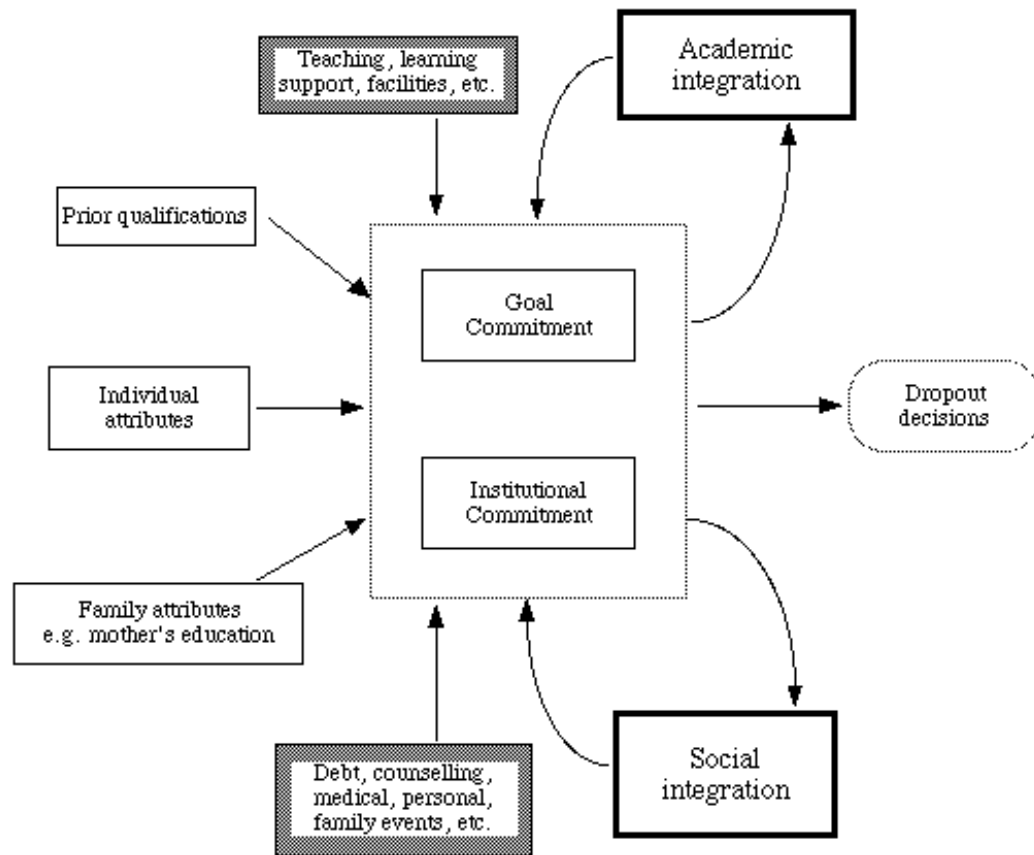 Teaching, learning
support, facilities, etc.
Academic
integration
Prior qualifications
Goal
Commitment
Individual
attributes
Dropout
decisions
Institutional
Commitment
Family attributes
e.g. mother's education
Social
integration
Debt, counselling,
medical, personal,
family events, etc.